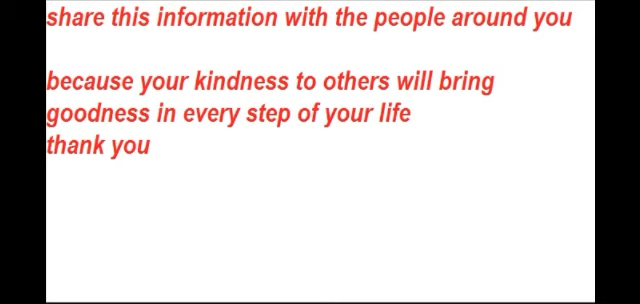 share this information with the people around you
because your kindness to others will bring
goodness in every step of your life
thank you